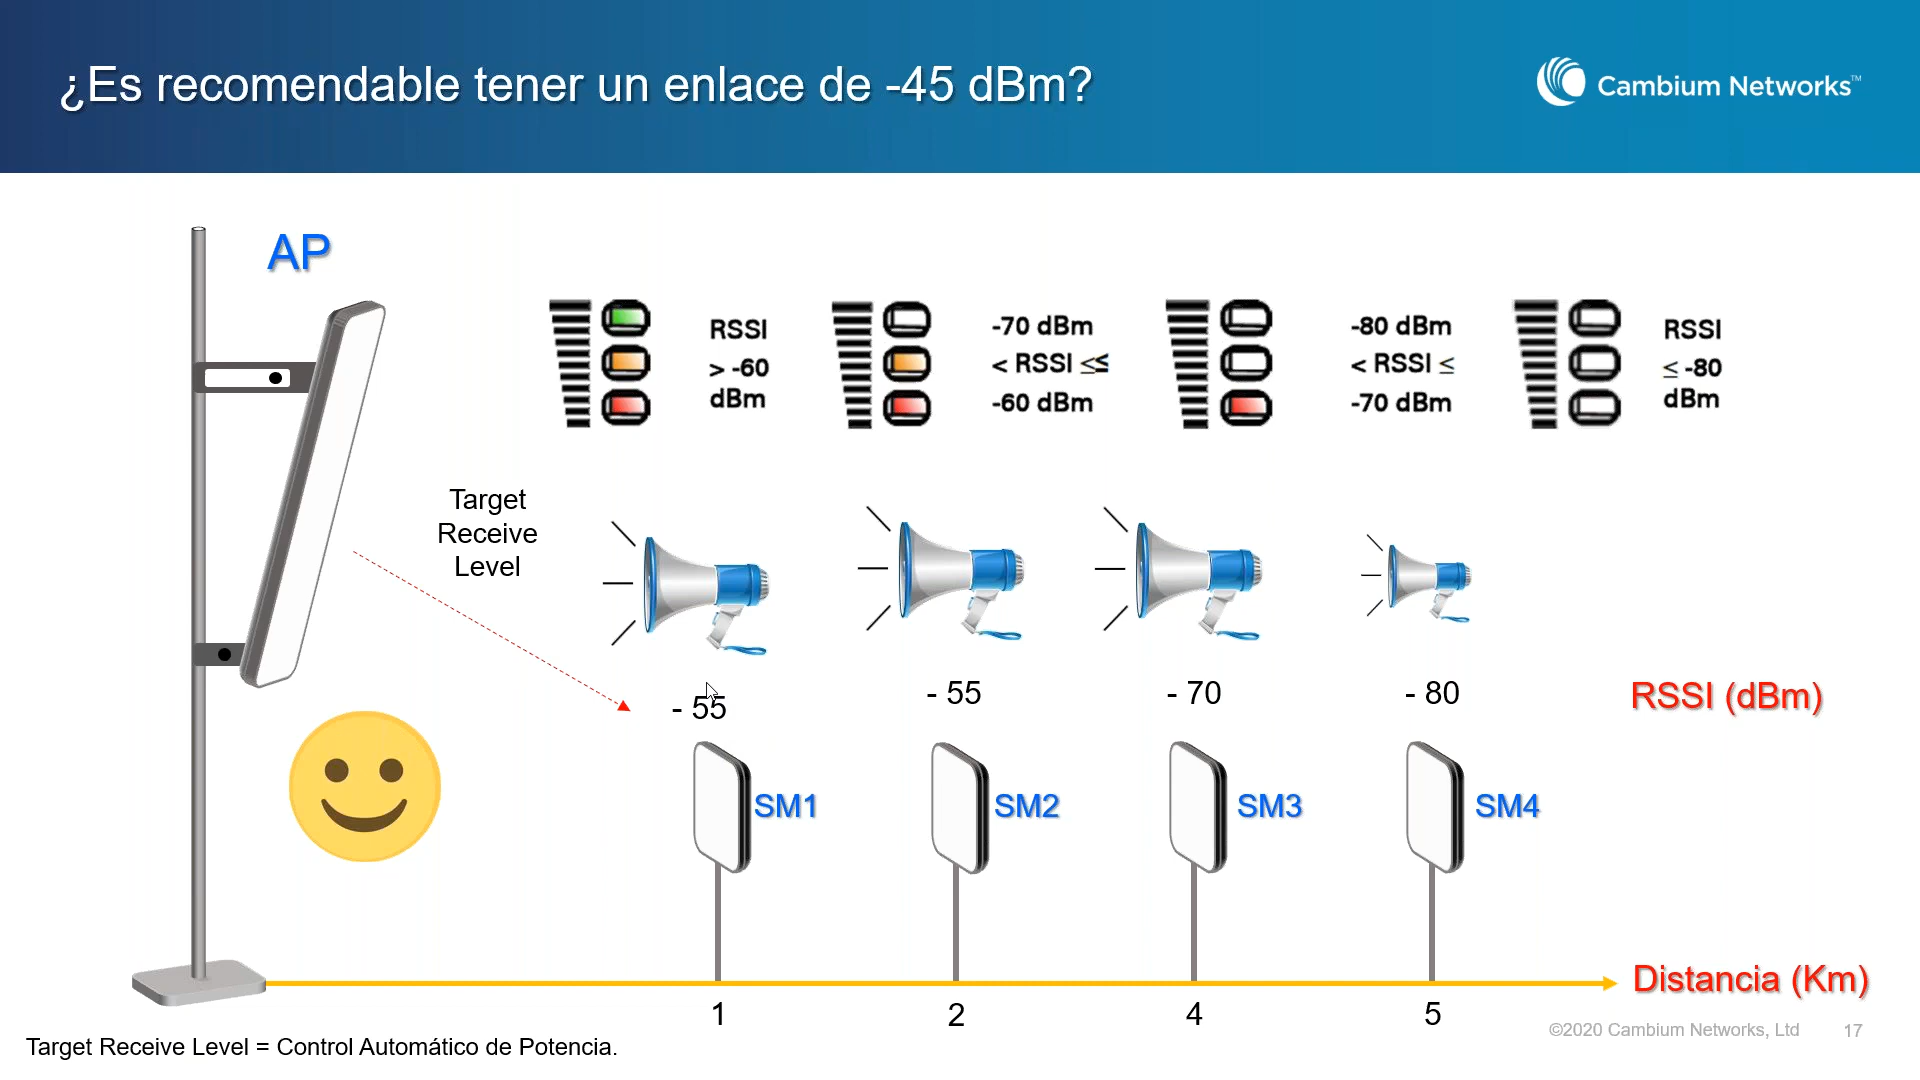 ¿Es recomendable tener un enlace de -45 dBm?
Cambium Networks™
AP
RSSI
> -60
dBm
-70 dBm
< RSSI ≤≤
-60 dBm
-80 dBm
< RSSI ≤
-70 dBm
RSSI
≤ -80
dBm
Target
Receive
Level
- 55
- 55
- 70
- 80
RSSI (dBm)
SM1
SM2
SM3
SM4
Distancia (Km)
1
2
4
5
©2020 Cambium Networks, Ltd
17
Target Receive Level = Control Automático de Potencia.